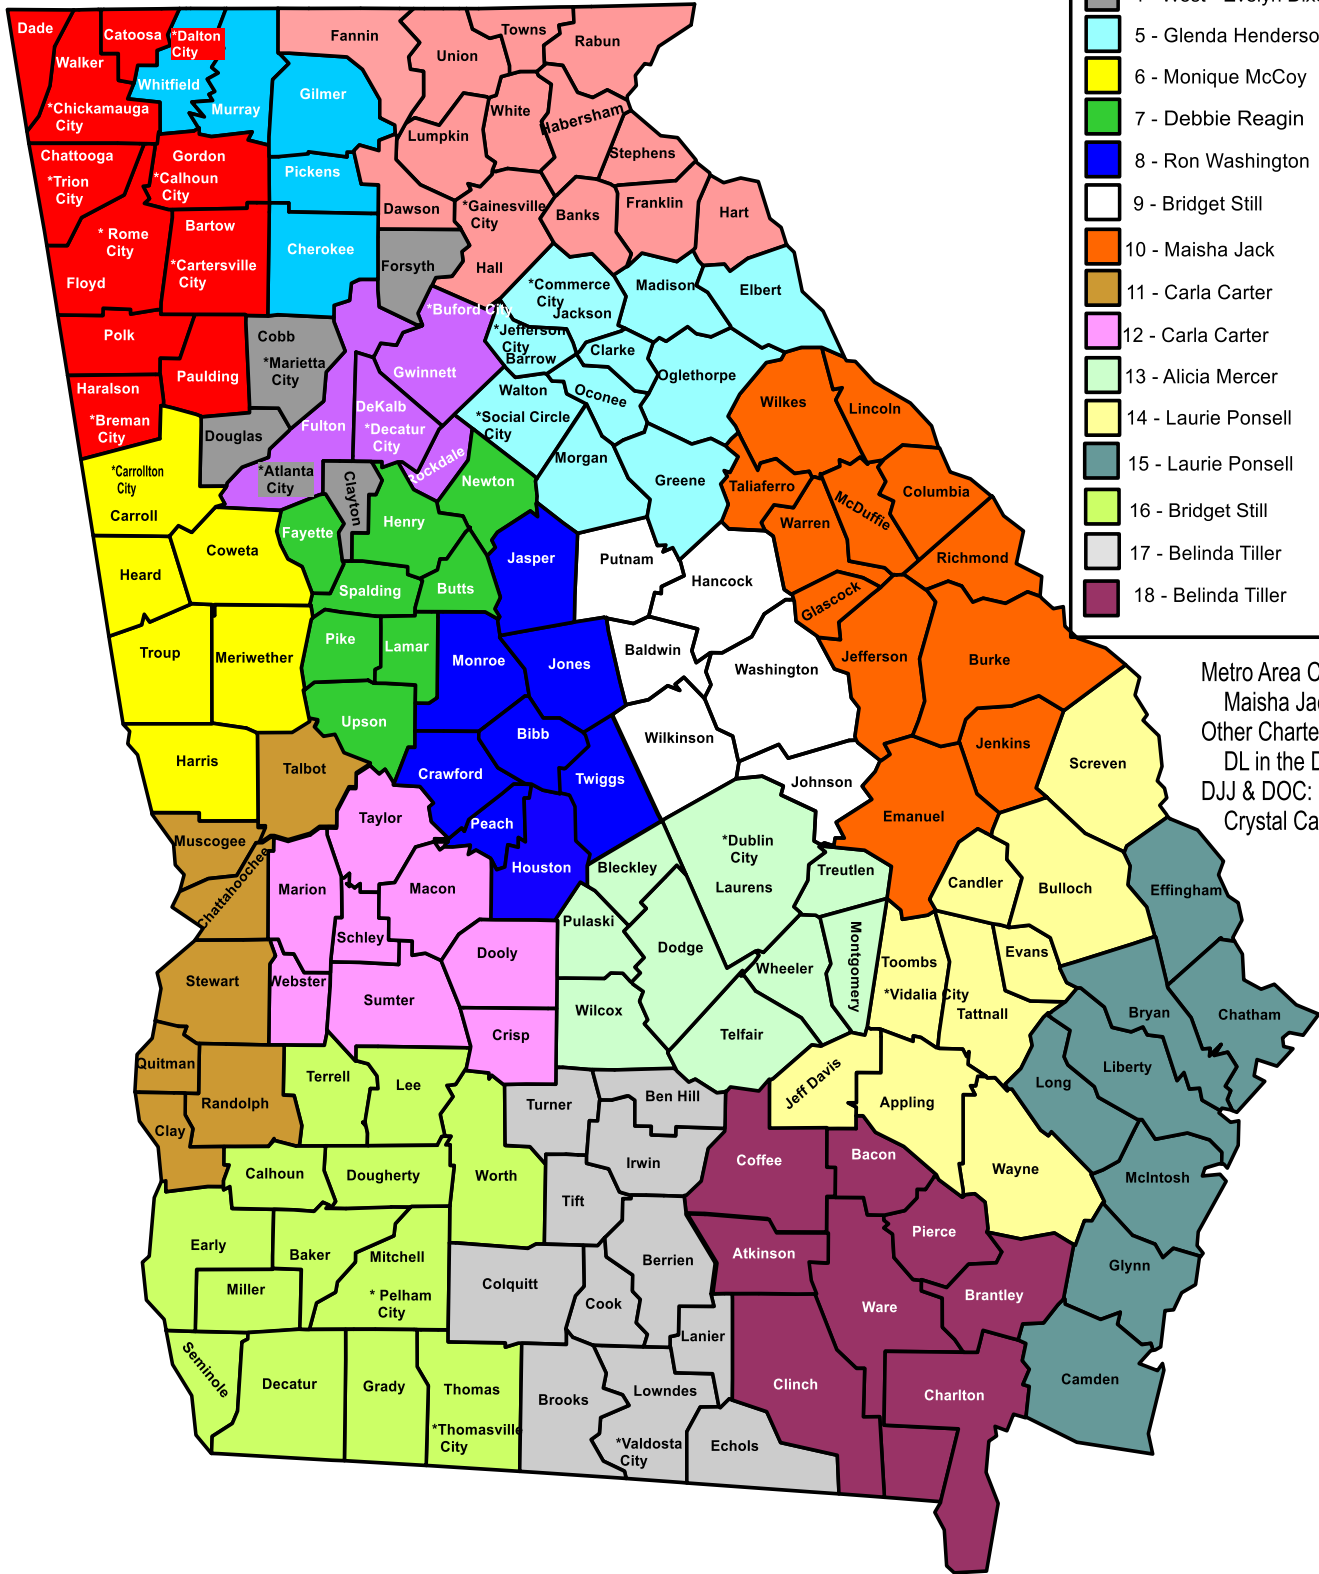 Dade
Walker
Catoosa
*Dalton
City
Whitfield
Murray
*Chickamauga
City
Fannin
Gilmer
Union
Towns
Rabun
White
Habersham
Lumpkin
Stephens
Chattooga
*Trion
City
Gordon
*Calhoun
City
Pickens
Dawson
*Gainesville
City
Hall
Banks
Franklin
Hart
* Rome
City
Floyd
Bartow
*Cartersville
City
Cherokee
Forsyth
*Buford City
*Commerce
City
Jackson
*Jefferson
City
Barrow
Madison
Elbert
Polk
Haralson
*Breman
City
Paulding
Cobb
*Marietta
City
Gwinnett
Clarke
Oconee
Oglethorpe
Walton
*Social Circle
City
DeKalb
*Decatur
City
Fulton
*Atlanta
City
Douglas
Rockdale
Clayton
Newton
Morgan
Greene
Wilkes
Lincoln
Taliaferro
Columbia
McDuffie
Warren
Richmond
Glascock
*Carrollton
City
Carroll
Coweta
Fayette
Henry
Spalding
Butts
Jasper
Putnam
Hancock
Heard
Troup
Meriwether
Pike
Lamar
Monroe
Jones
Baldwin
Washington
Jefferson
Burke
Upson
Harris
Talbot
Crawford
Bibb
Twiggs
Wilkinson
Johnson
Jenkins
Screven
Emanuel
Muscogee
Chattahoochee
Taylor
Peach
Houston
Marion
Macon
Schley
Bleckley
*Dublin
City
Laurens
Treutlen
Candler
Bulloch
Effingham
Pulaski
Dodge
Wheeler
Montgomery
Toombs
*Vidalia City
Tattnall
Evans
Bryan
Chatham
Stewart
Webster
Sumter
Dooly
Crisp
Wilcox
Telfair
Jeff Davis
Appling
Long
Liberty
Quitman
Randolph
Clay
Terrell
Lee
Turner
Ben Hill
Irwin
Coffee
Bacon
Wayne
McIntosh
Calhoun
Dougherty
Worth
Tift
Early
Miller
Baker
Mitchell
* Pelham
City
Colquitt
Cook
Berrien
Atkinson
Pierce
Ware
Brantley
Glynn
Lanier
Seminole
Decatur
Grady
Thomas
*Thomasville
City
Brooks
Lowndes
*Valdosta
City
Echols
Clinch
Charlton
Camden
5 - Glenda Henderso
6 - Monique McCoy
7 - Debbie Reagin
8 - Ron Washington
9 - Bridget Still
10 - Maisha Jack
11 - Carla Carter
12 - Carla Carter
13 - Alicia Mercer
14 - Laurie Ponsell
15 - Laurie Ponsell
16 - Bridget Still
17 - Belinda Tiller
18 - Belinda Tiller
Metro Area C
Maisha Jac
Other Charte
DL in the D
DJJ & DOC:
Crystal Ca